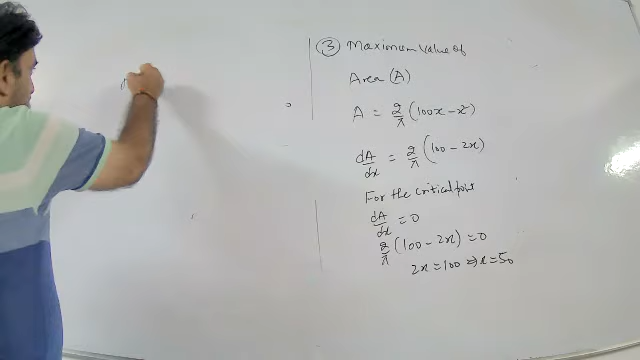 ③ Maximum value of
Area (A)
A = 2/π (100x - x²)
dA/dx = 2/π (100 - 2x)
For the critical point
dA/dx = 0
2/π (100 - 2x) = 0
2x = 100 ⇒ x = 50